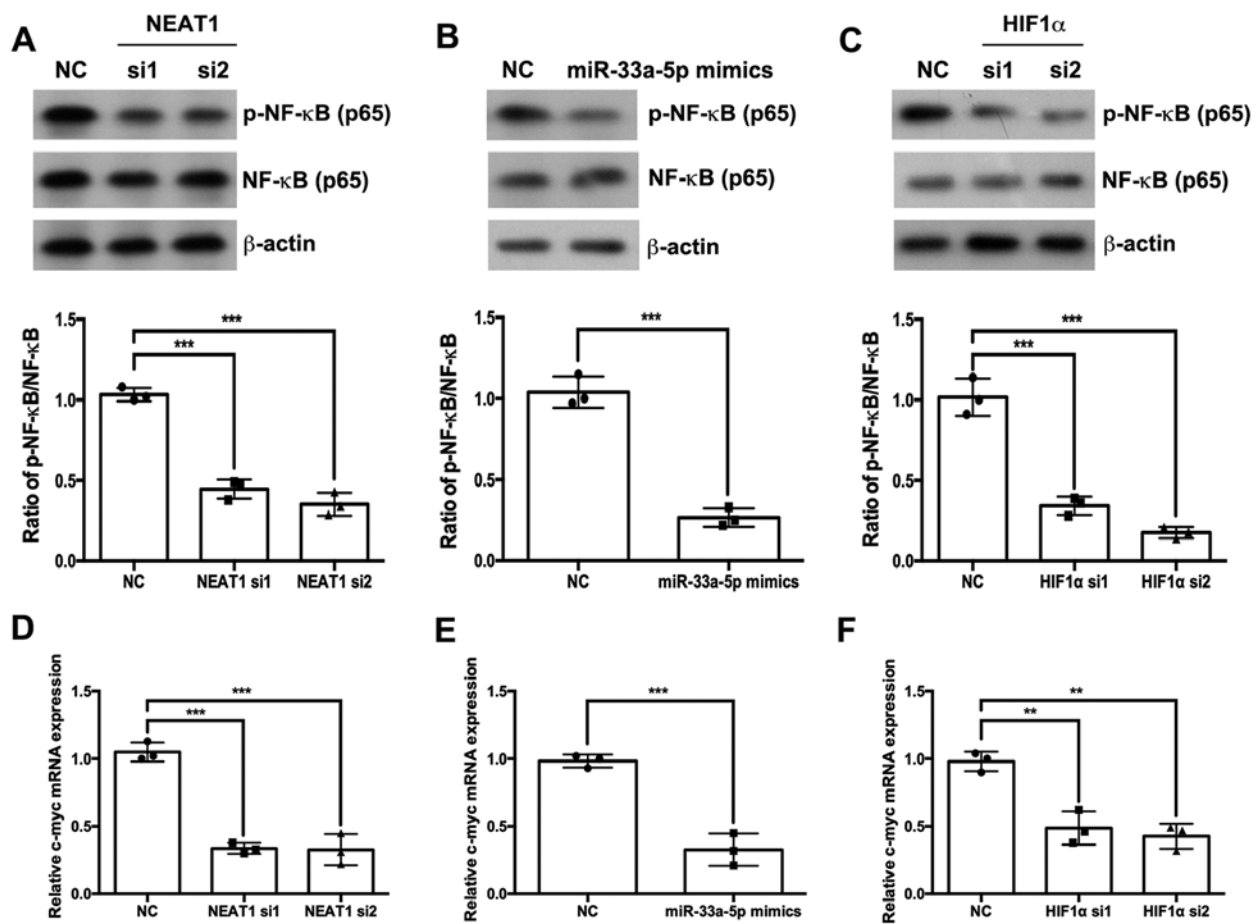 A
NEAT1
NC si1 si2
p-NF-κB (p65)
NF-κB (p65)
β-actin
B
NC miR-33a-5p mimics
p-NF-κB (p65)
NF-κB (p65)
β-actin
C
HIF1α
NC si1 si2
p-NF-κB (p65)
NF-κB (p65)
β-actin
Ratio of p-NF-κB/NF-κB
1.5
1.0
0.5
0.0
***
***
NC NEAT1 si1 NEAT1 si2
Ratio of p-NF-κB/NF-κB
1.5
1.0
0.5
0.0
***
NC miR-33a-5p mimics
Ratio of p-NF-κB/NF-κB
1.5
1.0
0.5
0.0
***
***
NC HIF1α si1 HIF1α si2
D
Relative c-myc mRNA expression
1.5
1.0
0.5
0.0
***
***
NC NEAT1 si1 NEAT1 si2
E
Relative c-myc mRNA expression
1.5
1.0
0.5
0.0
***
NC miR-33a-5p mimics
F
Relative c-myc mRNA expression
1.5
1.0
0.5
0.0
**
**
NC HIF1α si1 HIF1α si2